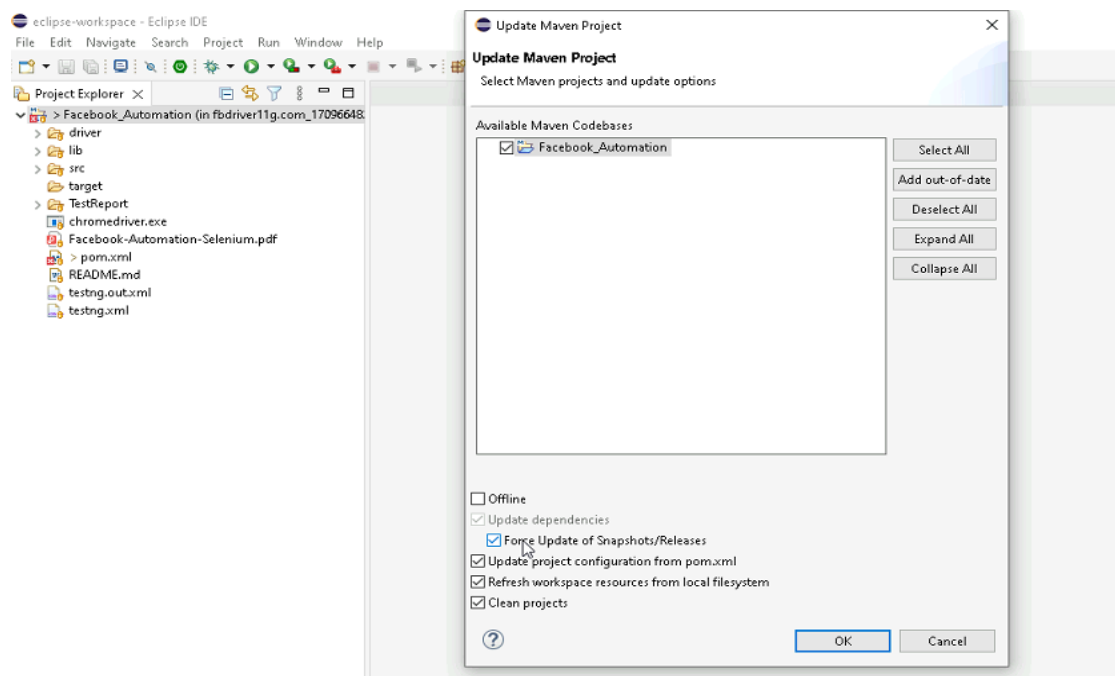 eclipse-workspace - Eclipse IDE
File Edit Navigate Search Project Run Window Help
Project Explorer
> Facebook_Automation (in fbdriver11g.com_17096648
driver
lib
src
target
TestReport
chromedriver.exe
Facebook-Automation-Selenium.pdf
> pom.xml
README.md
testng.out.xml
testng.xml
Update Maven Project
Update Maven Project
Select Maven projects and update options
Available Maven Codebases
Facebook_Automation
Select All
Add out-of-date
Deselect All
Expand All
Collapse All
Offline
Update dependencies
Force Update of Snapshots/Releases
Update project configuration from pom.xml
Refresh workspace resources from local filesystem
Clean projects
OK Cancel